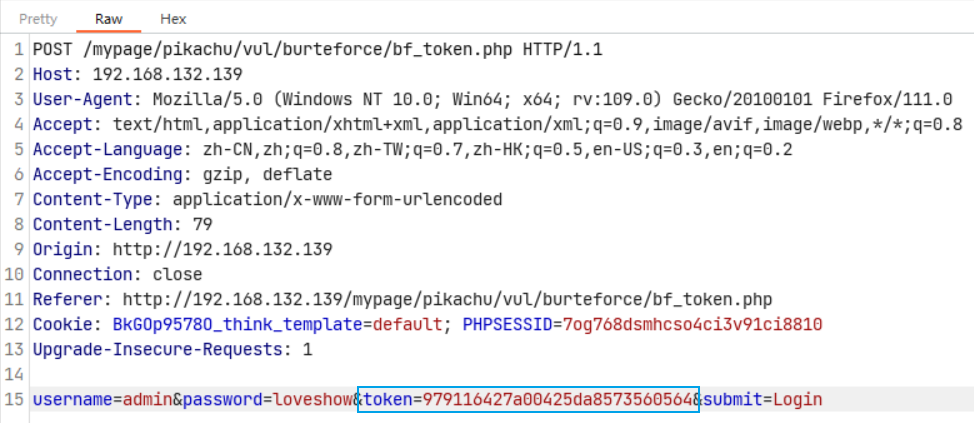 Pretty Raw Hex
1 POST /mypage/pikachu/vul/burteforce/bf_token.php HTTP/1.1
2 Host: 192.168.132.139
3 User-Agent: Mozilla/5.0 (Windows NT 10.0; Win64; x64; rv:109.0) Gecko/20100101 Firefox/111.0
4 Accept: text/html,application/xhtml+xml,application/xml;q=0.9,image/avif,image/webp,*/*;q=0.8
5 Accept-Language: zh-CN,zh;q=0.8,zh-TW;q=0.7,zh-HK;q=0.5,en-US;q=0.3,en;q=0.2
6 Accept-Encoding: gzip, deflate
7 Content-Type: application/x-www-form-urlencoded
8 Content-Length: 79
9 Origin: http://192.168.132.139
10 Connection: close
11 Referer: http://192.168.132.139/mypage/pikachu/vul/burteforce/bf_token.php
12 Cookie: BkGOp9578O_think_template=default; PHPSESSID=7og768dsmhcso4ci3v91ci8810
13 Upgrade-Insecure-Requests: 1
14
15 username=admin&password=loveshow&token=979116427a00425da8573560564&submit=Login